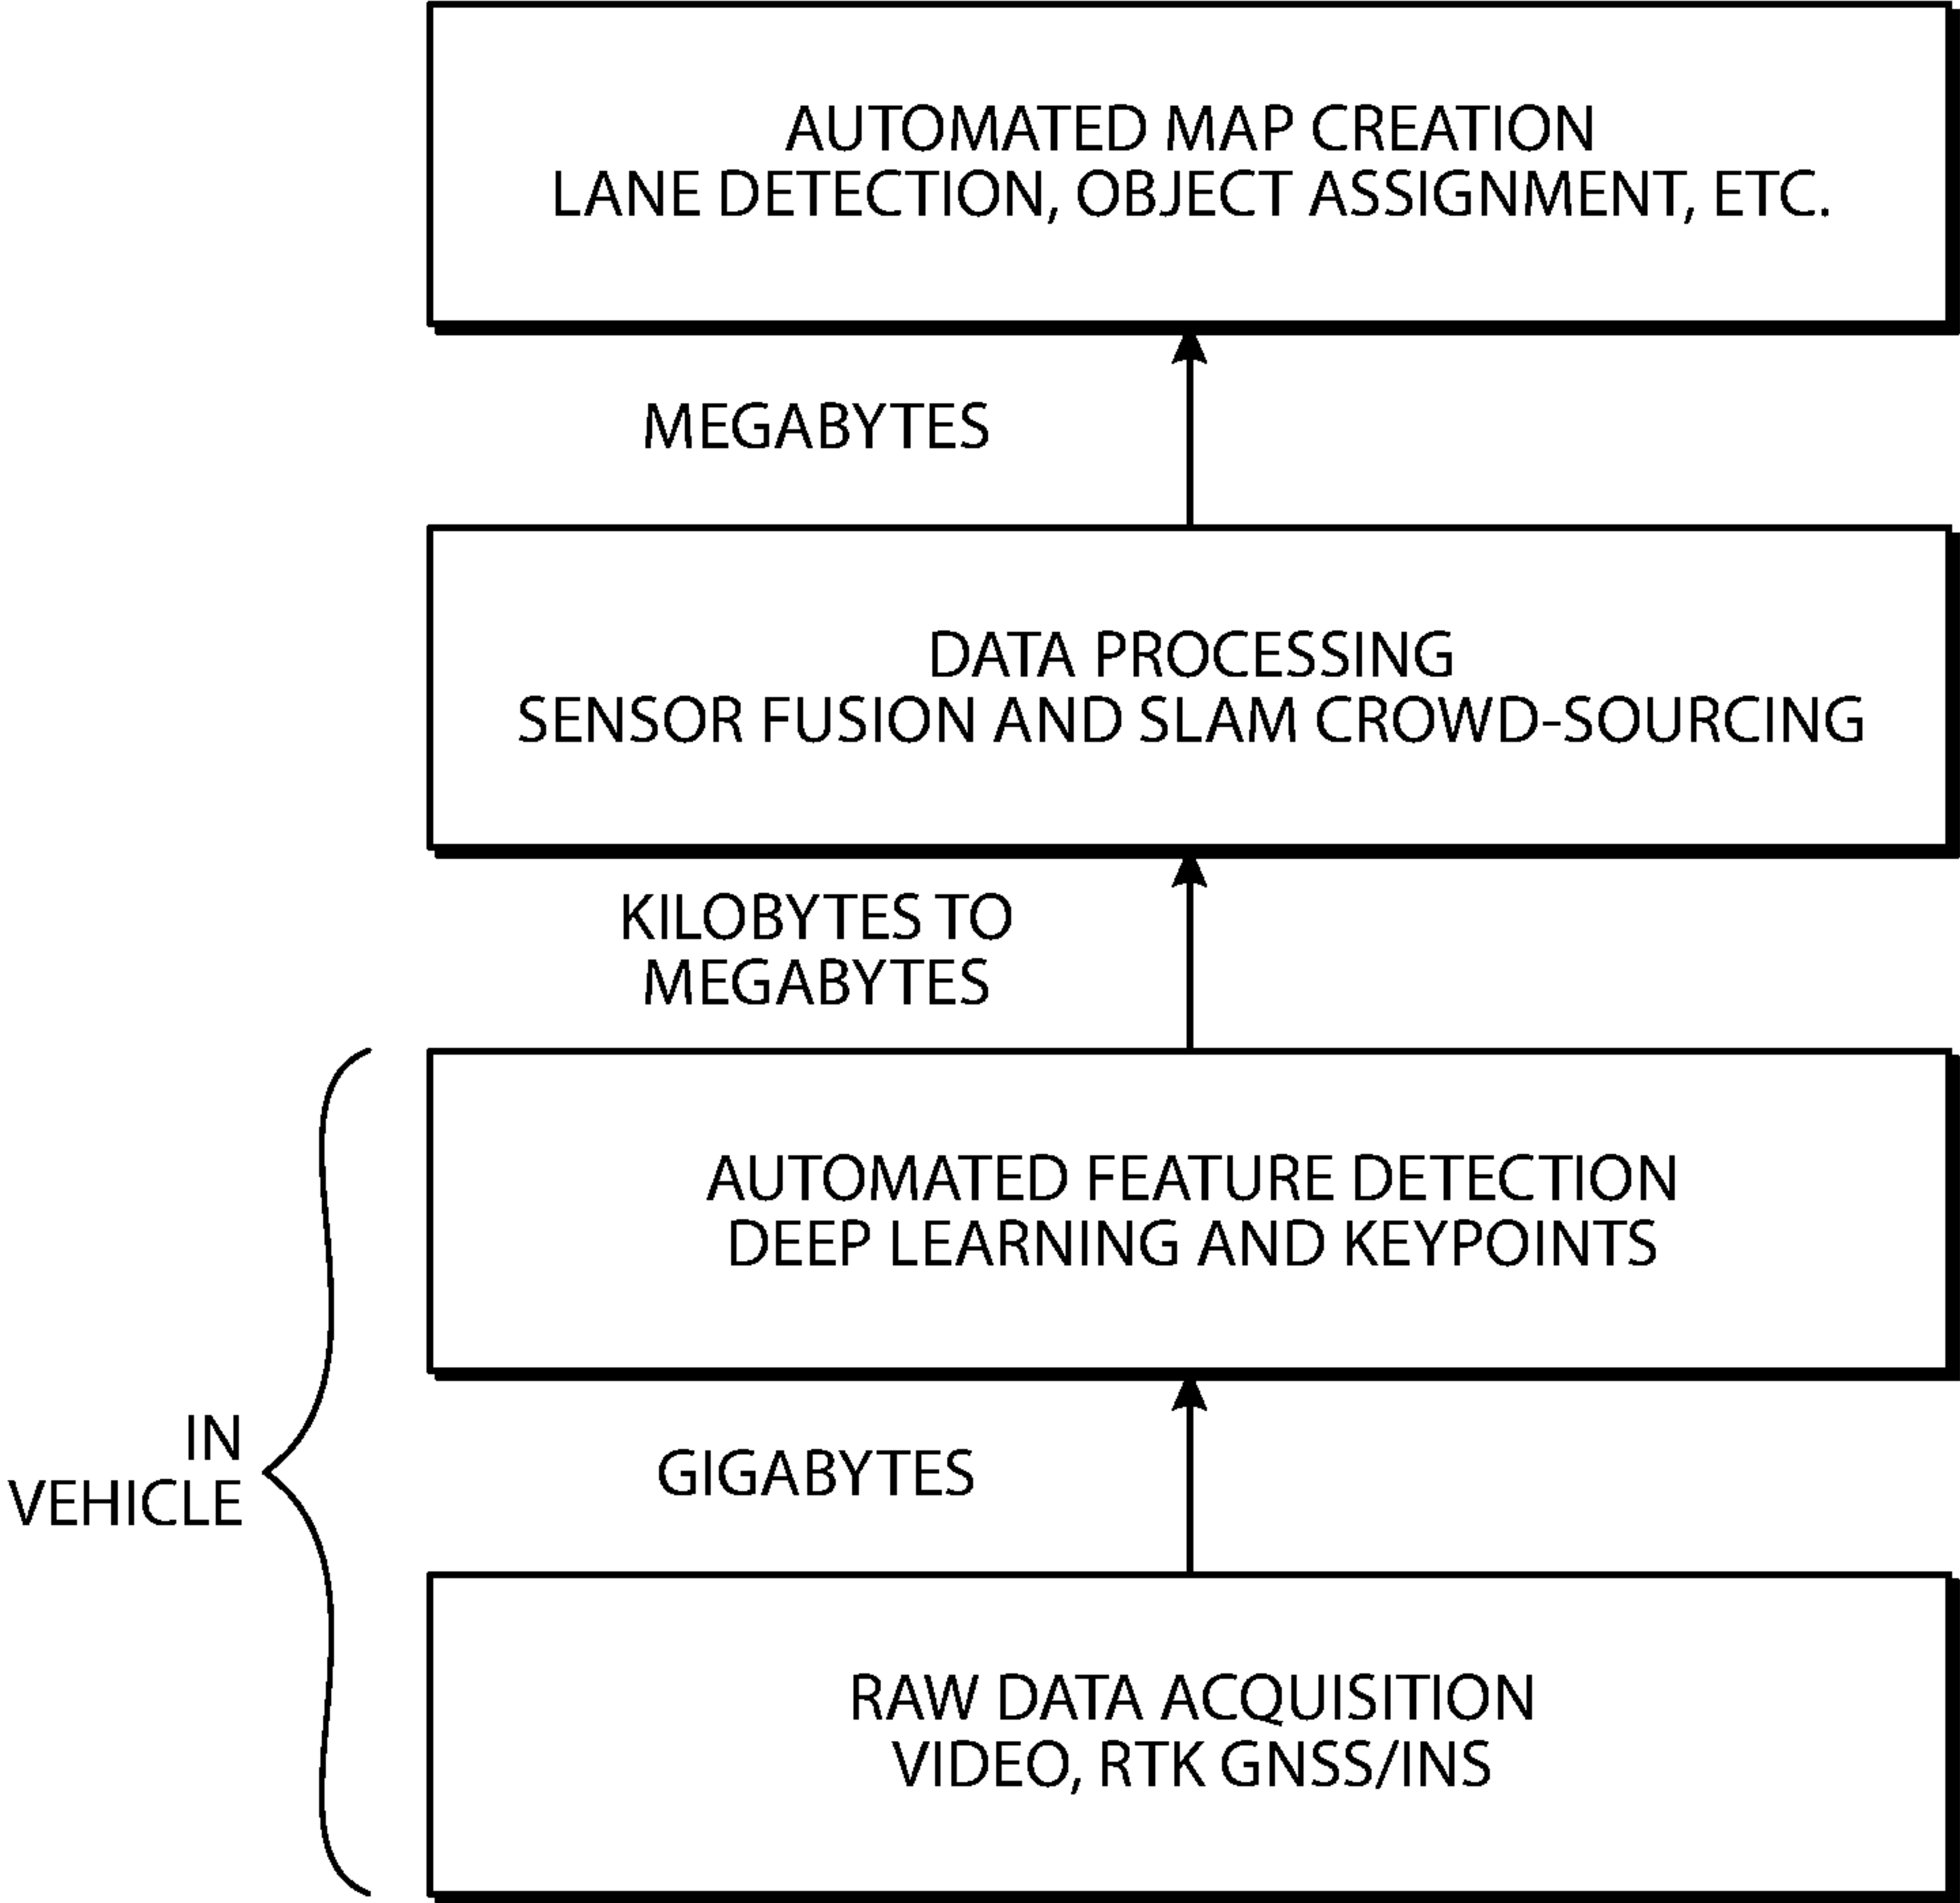 AUTOMATED MAP CREATION
LANE DETECTION, OBJECT ASSIGNMENT, ETC.
MEGABYTES
DATA PROCESSING
SENSOR FUSION AND SLAM CROWD-SOURCING
KILOBYTES TO
MEGABYTES
AUTOMATED FEATURE DETECTION
DEEP LEARNING AND KEYPOINTS
IN
VEHICLE
GIGABYTES
RAW DATA ACQUISITION
VIDEO, RTK GNSS/INS